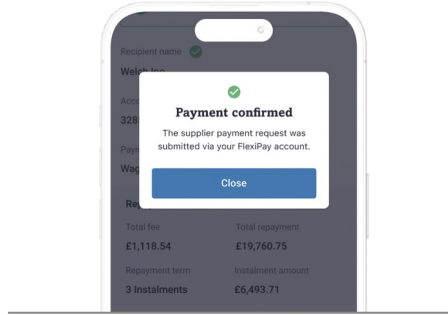 Recipient name
Welch Inc
Payment confirmed
The supplier payment request was
submitted via your FlexiPay account.
Close
Total fee
Total repayment
£1,118.54
£19,760.75
Repayment term
Instalment amount
3 Instalments
£6,493.71